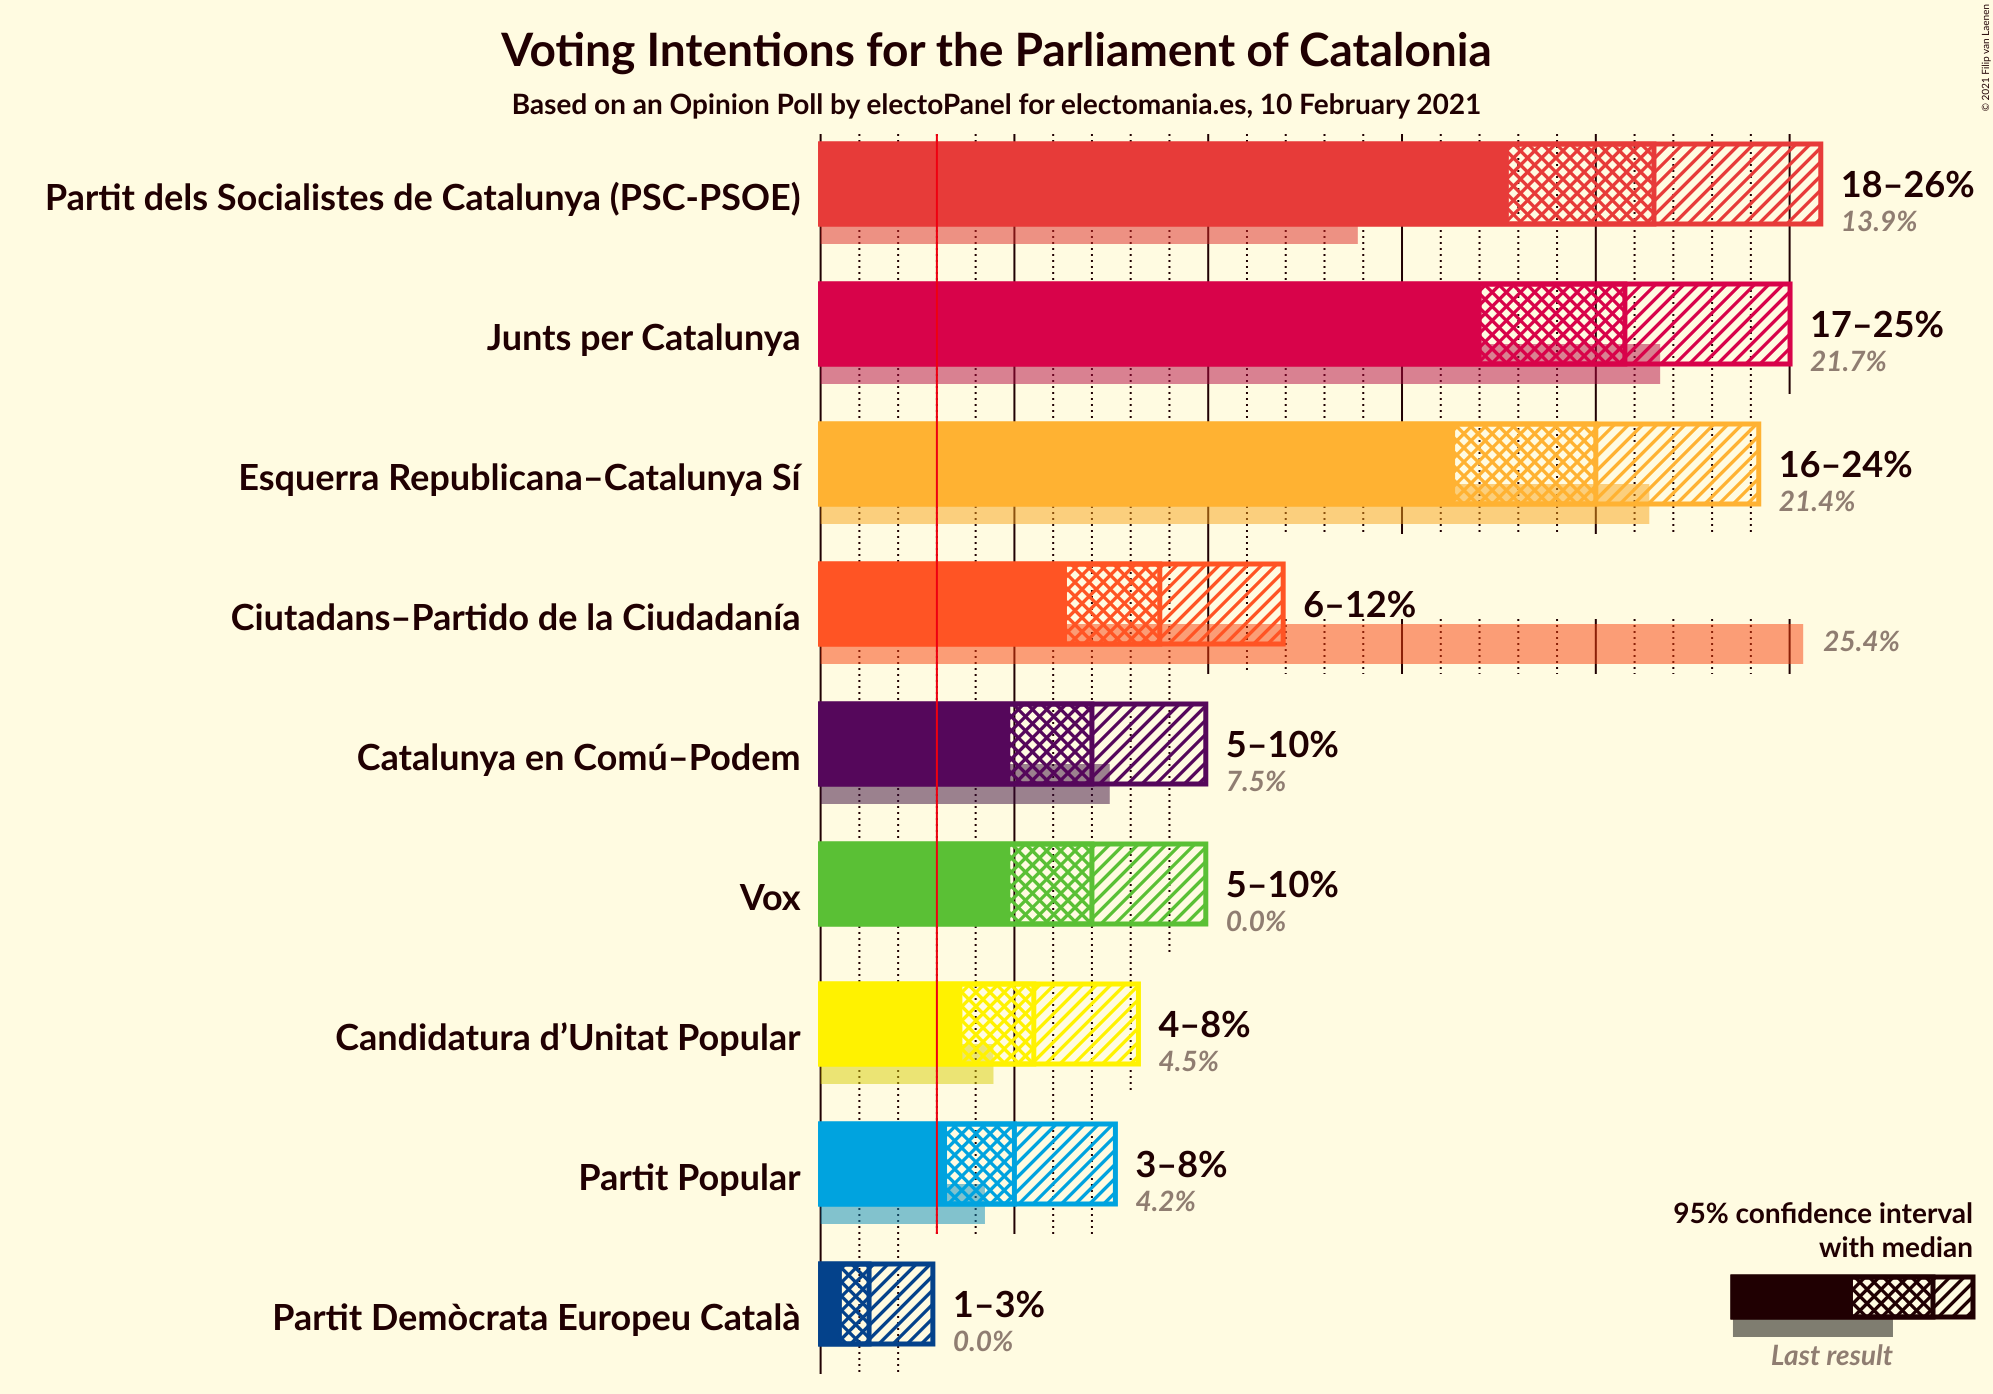 Voting Intentions for the Parliament of Catalonia
Based on an Opinion Poll by electoPanel for electomania.es, 10 February 2021
© 2021 Filip van Laenen
Partit dels Socialistes de Catalunya (PSC-PSOE)
18–26%
13.9%
Junts per Catalunya
17–25%
21.7%
Esquerra Republicana–Catalunya Sí
16–24%
21.4%
Ciutadans–Partido de la Ciudadanía
6–12%
25.4%
Catalunya en Comú–Podem
5–10%
7.5%
Vox
5–10%
0.0%
Candidatura d’Unitat Popular
4–8%
4.5%
Partit Popular
3–8%
4.2%
Partit Demòcrata Europeu Català
1–3%
0.0%
95% confidence interval
with median
Last result